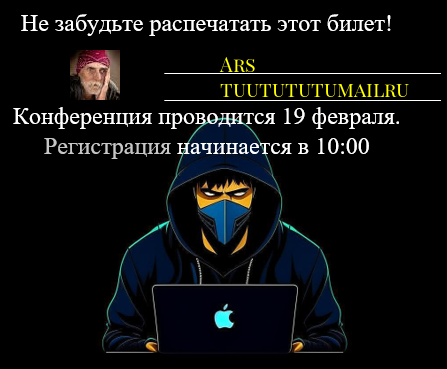 Не забудьте распечатать этот билет!
Ars
tuutututumailru
Конференция проводится 19 февраля.
Регистрация начинается в 10:00